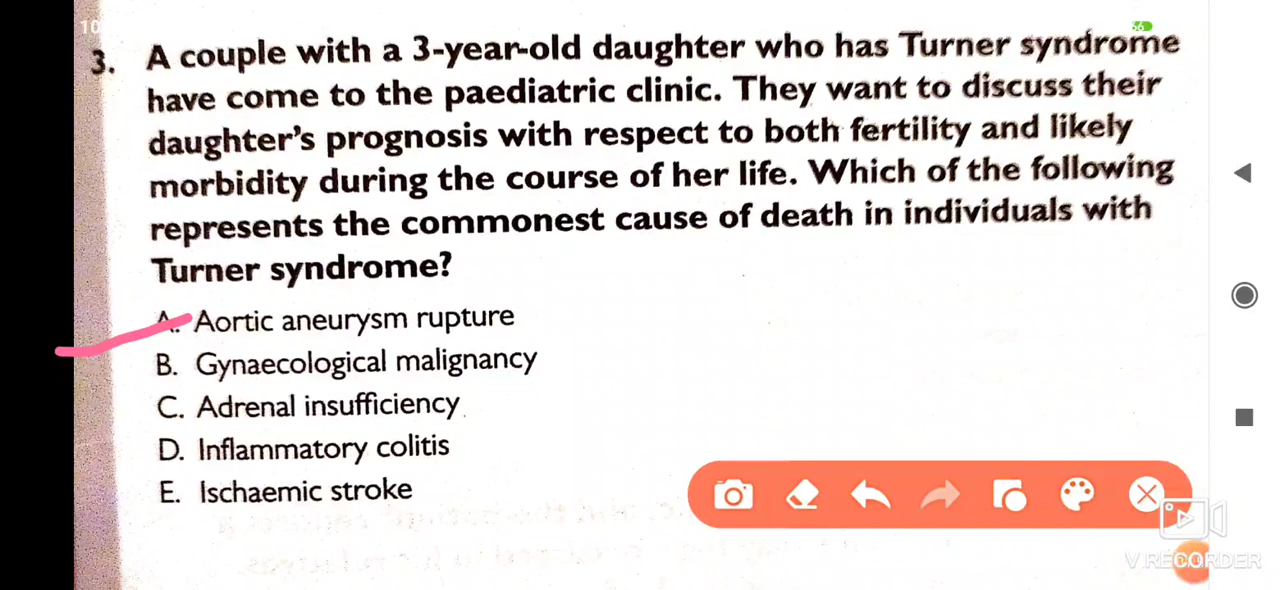 3. A couple with a 3-year-old daughter who has Turner syndrome
have come to the paediatric clinic. They want to discuss their
daughter's prognosis with respect to both fertility and likely
morbidity during the course of her life. Which of the following
represents the commonest cause of death in individuals with
Turner syndrome?
A. Aortic aneurysm rupture
B. Gynaecological malignancy
C. Adrenal insufficiency
D. Inflammatory colitis
E. Ischaemic stroke
V.RECORDER